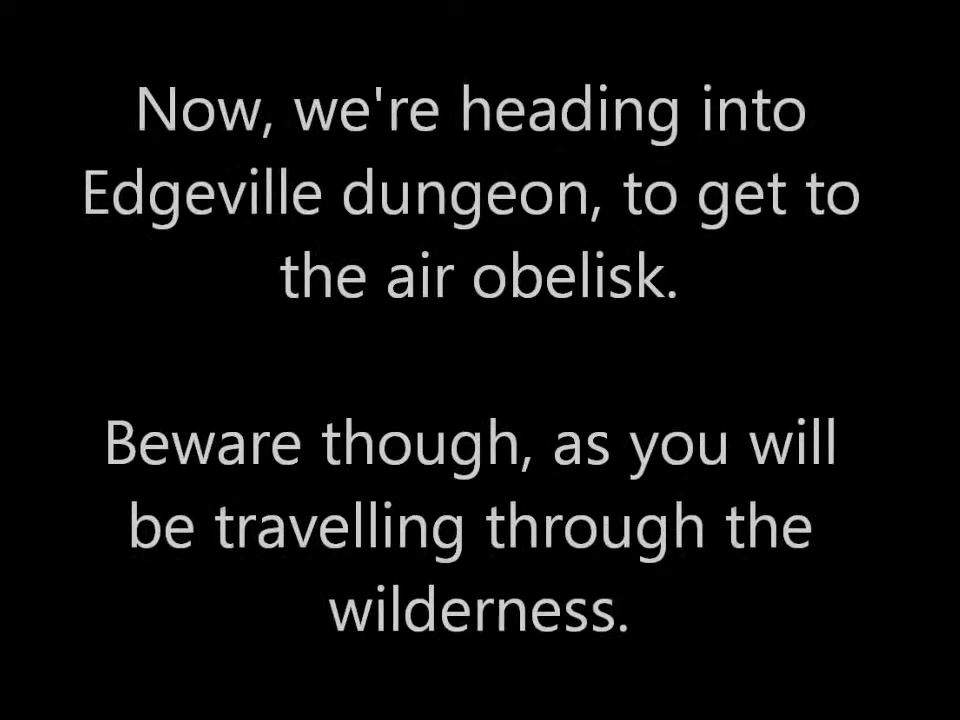 Now, we're heading into
Edgeville dungeon, to get to
the air obelisk.
Beware though, as you will
be travelling through the
wilderness.